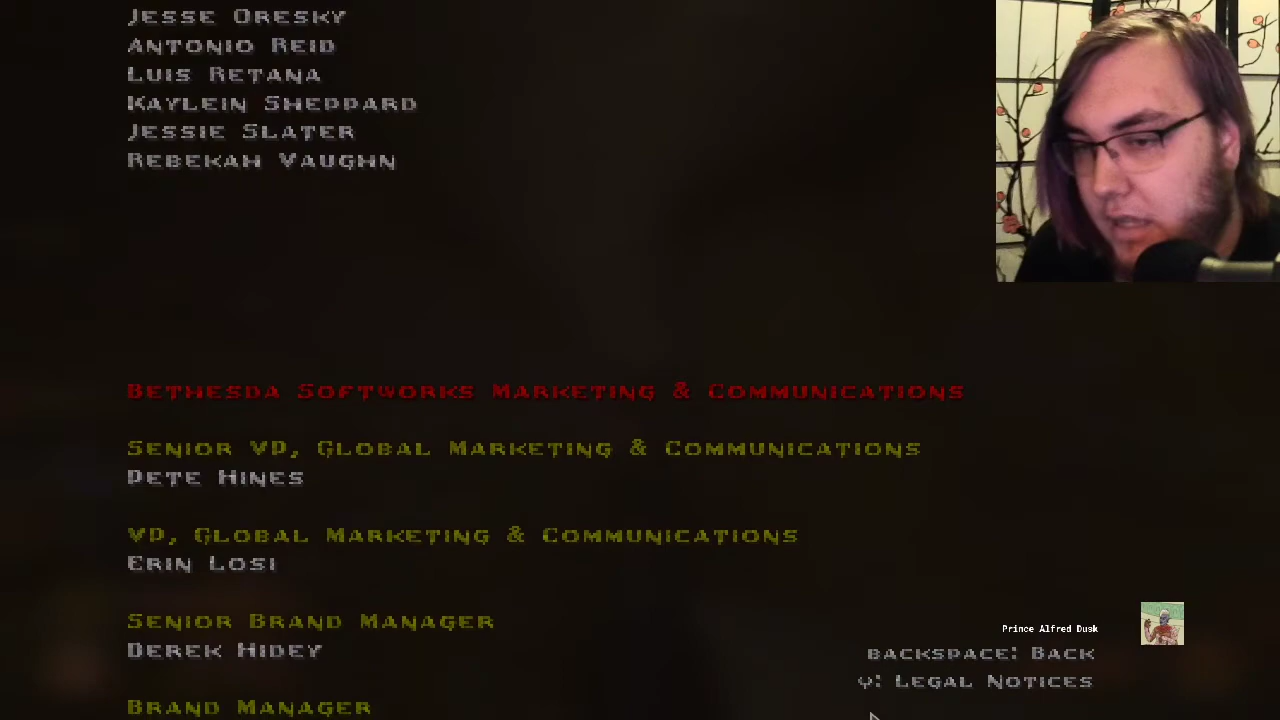 Jesse Oresky
Antonio Reid
Luis Retana
Kaylein Sheppard
Jessie Slater
Rebekah Vaughn
Bethesda Softworks Marketing & Communications
Senior VP, Global Marketing & Communications
Pete Hines
VP, Global Marketing & Communications
Erin Losi
Senior Brand Manager
Derek Hidey
Brand Manager
Prince Alfred Dusk
Backspace: Back
: Legal Notices